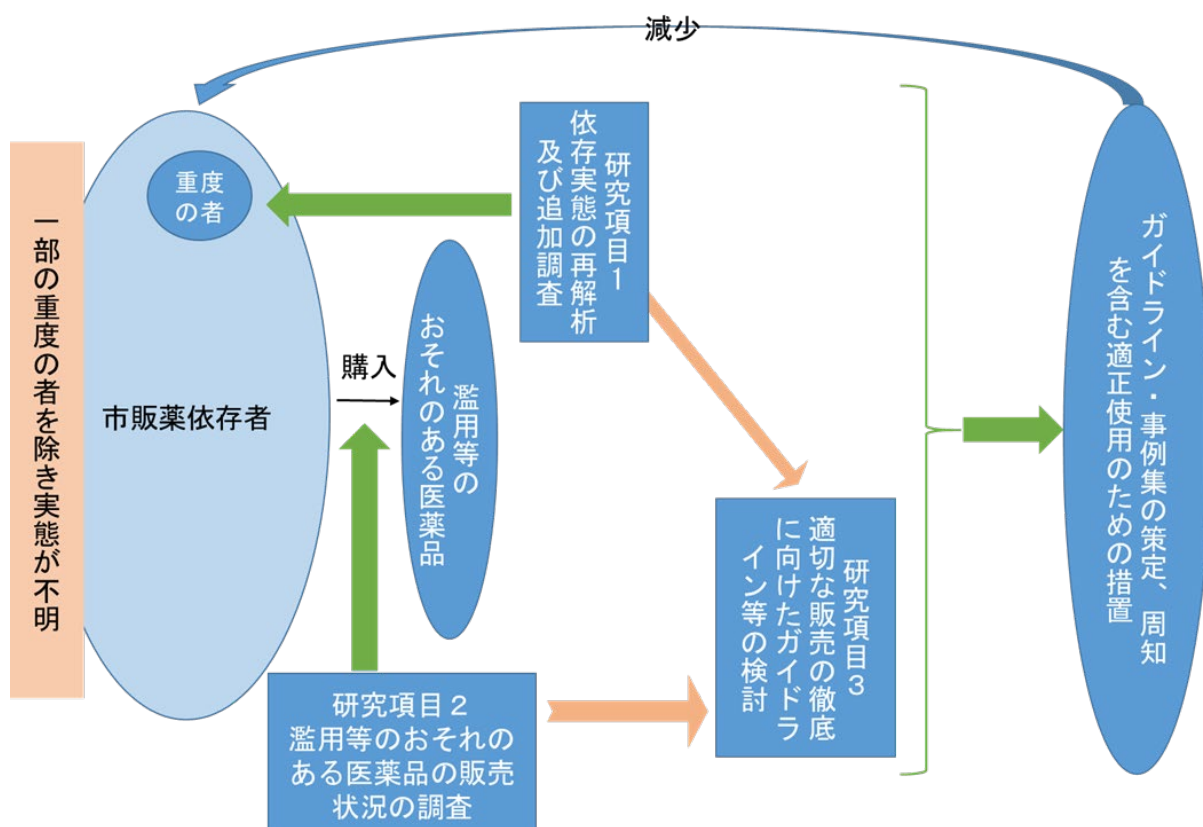 減少
一部の重度の者を除き実態が不明
重度
の者
市販薬依存者
購入
濫用等の
おそれのある医薬品
研究項目１
依存実態の再解析
及び追加調査
研究項目２
濫用等のおそれの
ある医薬品の販売
状況の調査
研究項目３
適切な販売の徹底
に向けたガイドラ
イン等の検討
ガイドライン・事例集の策定、周知
を含む適正使用のための措置